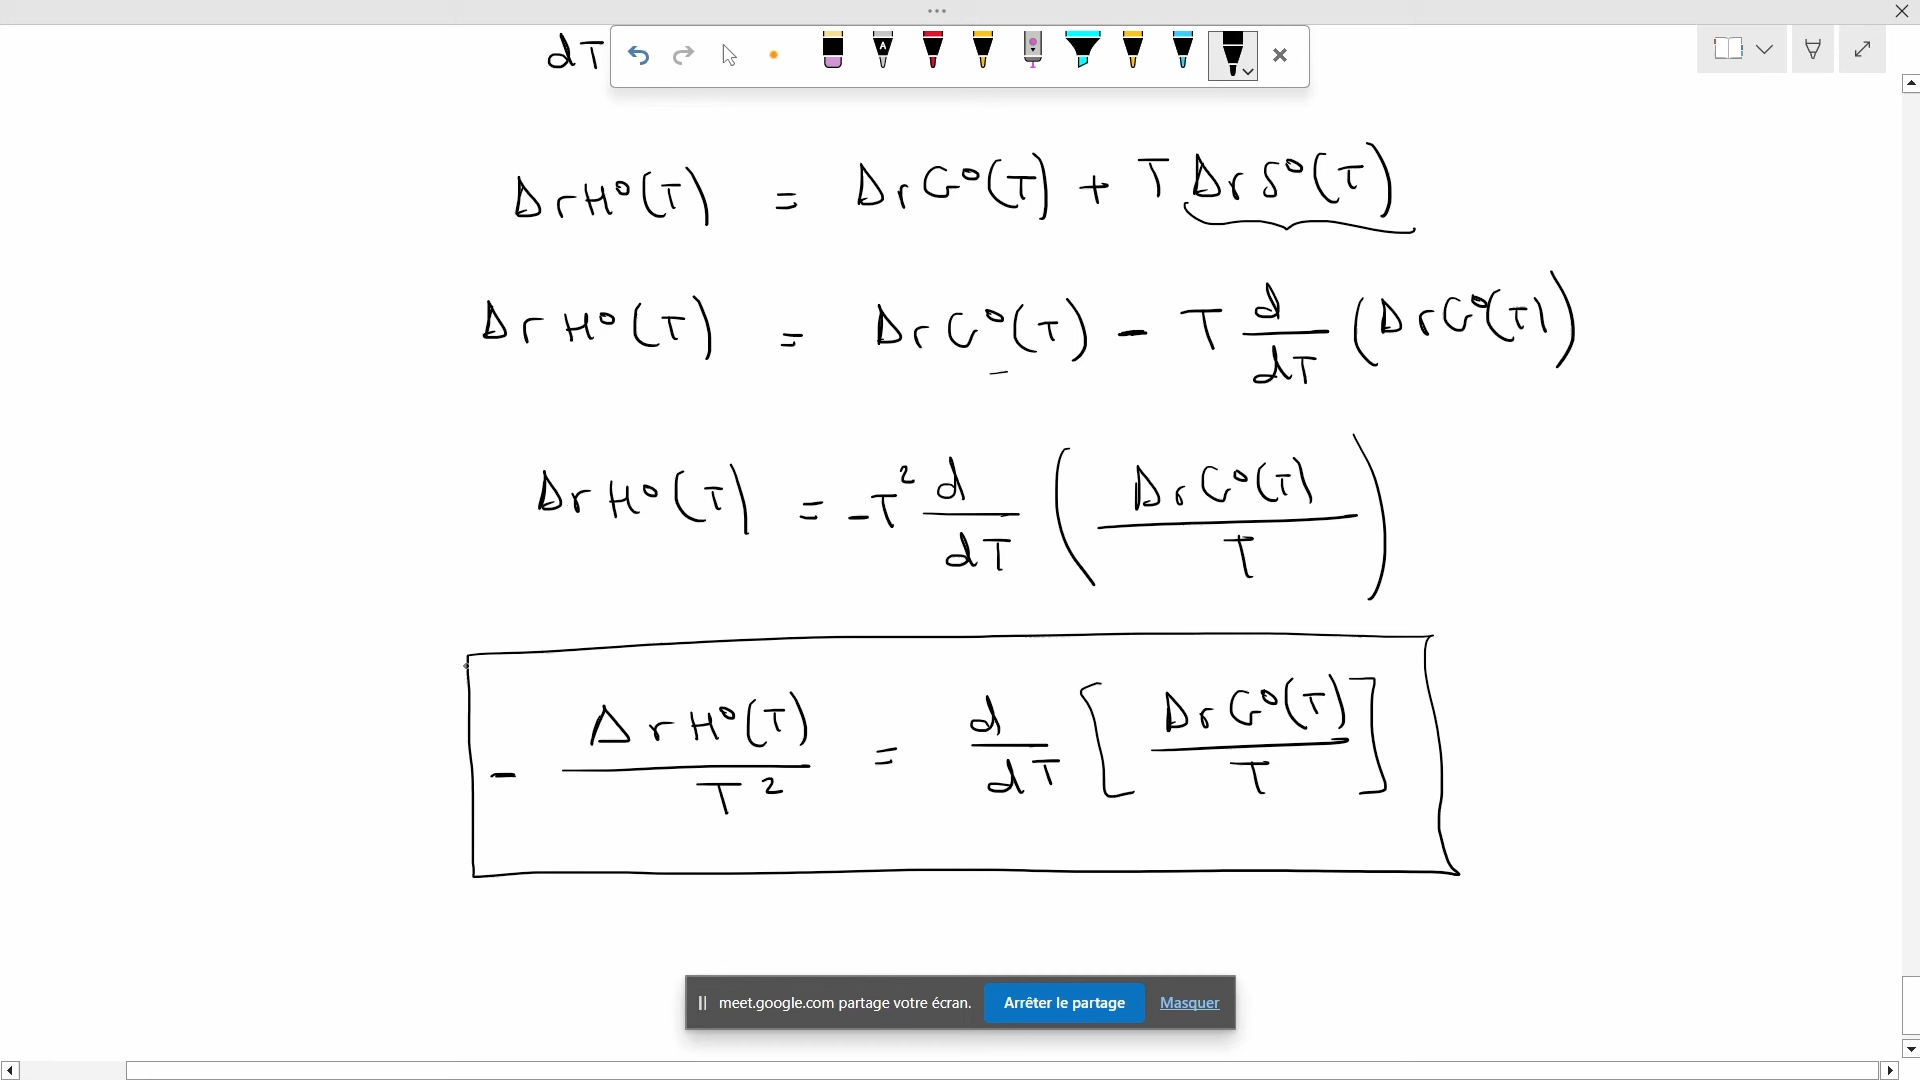 dT
A
ΔrH°(T) = ΔrG°(T) + T ΔrS°(T)
ΔrH°(T) = ΔrG°(T) - T d/dT (ΔrG°(T))
ΔrH°(T) = -T² d/dT (ΔrG°(T)/T)
- ΔrH°(T)/T² = d/dT [ΔrG°(T)/T]
meet.google.com partage votre écran. Arrêter le partage Masquer